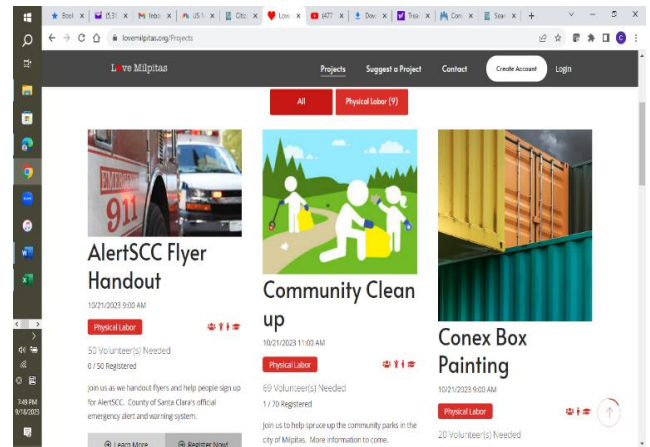 lovemilpitas.org/Projects
Love Milpitas
Projects
Suggest a Project
Contact
Create Account
Login
All
Physical Labor (9)
EMERGENCY
911
AlertSCC Flyer
Handout
10/21/2023 9:00 AM
Physical Labor
50 Volunteer(s) Needed
0 / 50 Registered
Join us as we handout flyers and help people sign up
for AlertSCC. County of Santa Clara's official
emergency alert and warning system.
Learn More
Register Now!
Community Clean
up
10/21/2023 11:00 AM
Physical Labor
69 Volunteer(s) Needed
1 / 70 Registered
Join us to help spruce up the community parks in the
city of Milpitas. More information to come.
Conex Box
Painting
10/21/2023 9:00 AM
Physical Labor
20 Volunteer(s) Needed
7:49 PM
9/18/2023